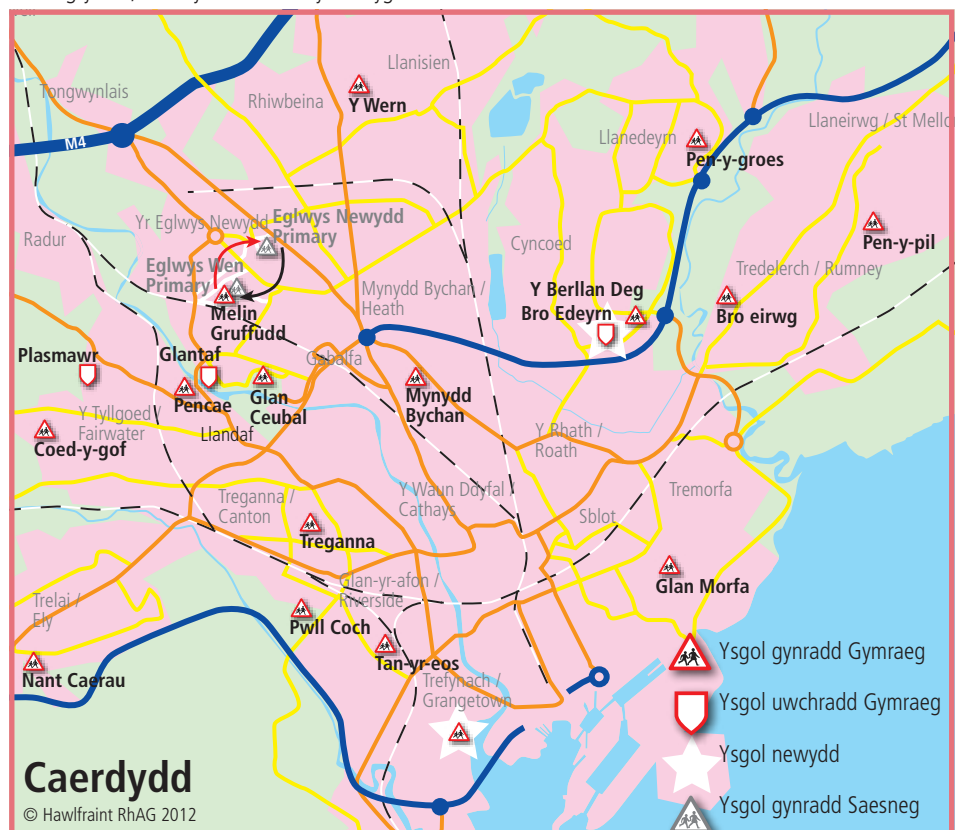 Llanisien
Tongwynlais
Rhiwbeina
Y Wern
Llaneirwg / St Mello
M4
Llanedeyrn
Pen-y-groes
Yr Eglwys Newydd
Eglwys Newydd
Primary
Radur
Cyncoed
Pen-y-pil
Eglwys Wen
Primary
Tredelerch / Rumney
Mynydd Bychan /
Heath
Y Berllan Deg
Bro Edeyrn
Bro eirwg
Melin
Gruffudd
Plasmawr
Glantaf
Gabalfa
Pencae
Glan
Ceubal
Mynydd
Bychan
Y Tyllgoed /
Fairwater
Llandaf
Coed-y-gof
Y Rhath /
Roath
Treganna /
Canton
Y Waun Ddyfal /
Cathays
Tremorfa
Sblot
Treganna
Glan Morfa
Glan-yr-afon /
Riverside
Trelai /
Ely
Pwll Coch
Tan-yr-eos
Nant Caerau
Trefynach /
Grangetown
Ysgol gynradd Gymraeg
Ysgol uwchradd Gymraeg
Ysgol newydd
Ysgol gynradd Saesneg
Caerdydd
© Hawlfraint RhAG 2012